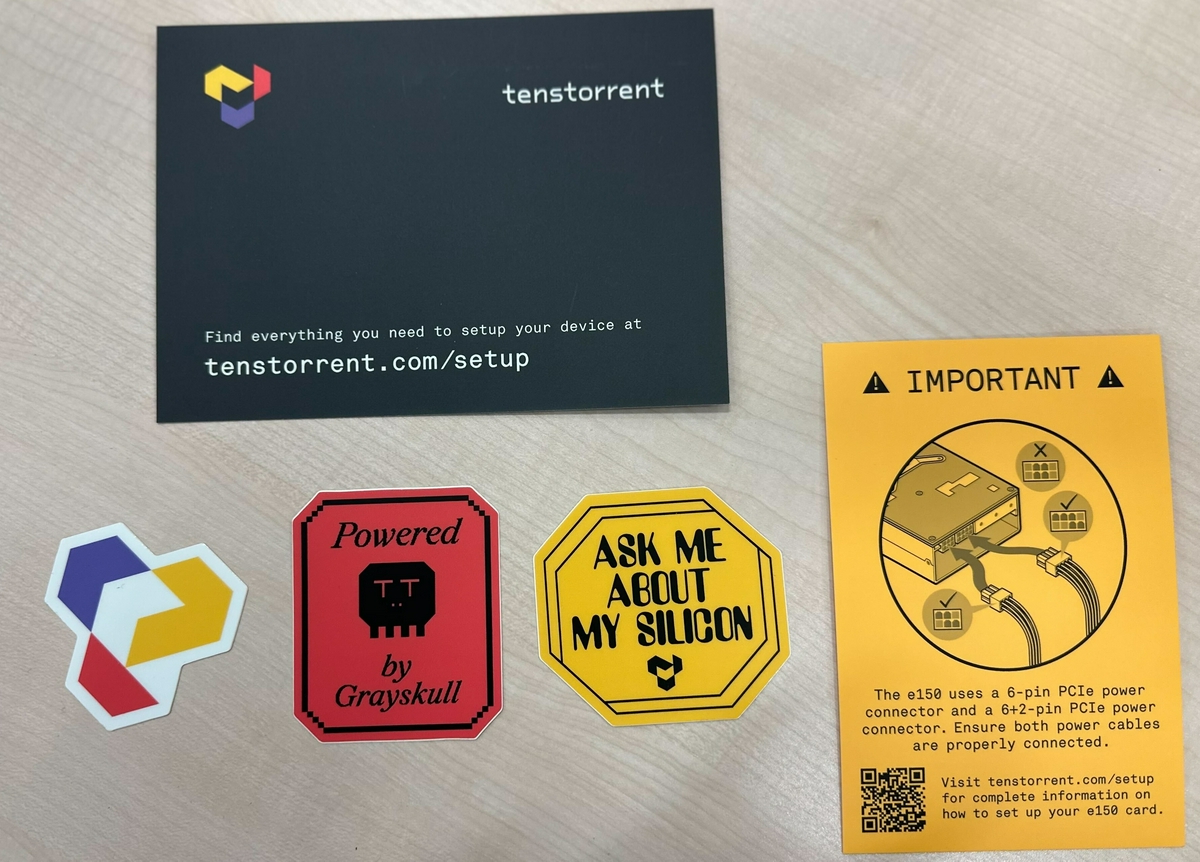 tenstorrent
Find everything you need to setup your device at
tenstorrent.com/setup
Powered
by
Grayskull
ASK ME
ABOUT
MY SILICON
IMPORTANT
The e150 uses a 6-pin PCIe power
connector and a 6+2-pin PCIe power
connector. Ensure both power cables
are properly connected.
Visit tenstorrent.com/setup
for complete information on
how to set up your e150 card.